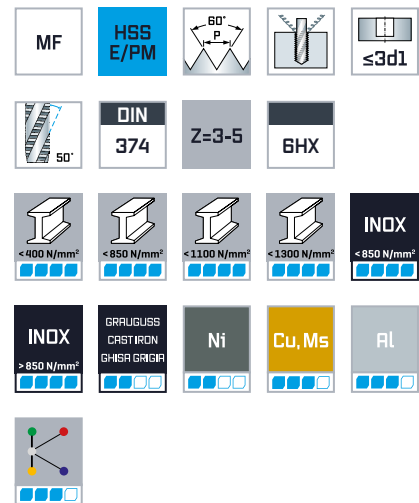 MF
HSS
E/PM
60°
P
≤3d1
50°
DIN
374
Z=3-5
6HX
<400 N/mm²
<850 N/mm²
<1100 N/mm²
<1300 N/mm²
INOX
<850 N/mm²
INOX
>850 N/mm²
GRAUGUSS
CAST IRON
GHISA GRIGIA
Ni
Cu, Ms
Al